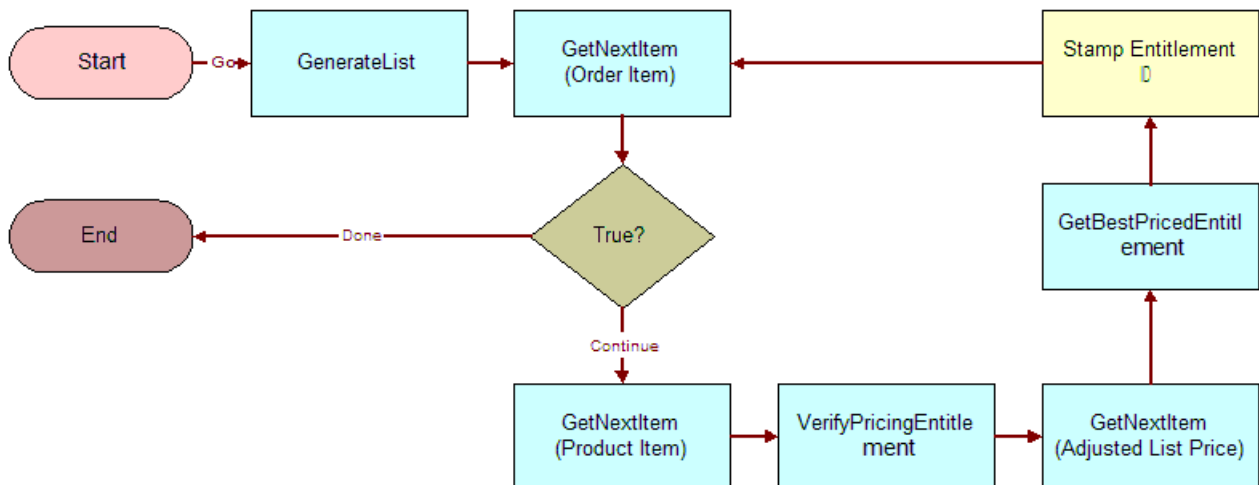 Start
Go
GenerateList
GetNextItem
(Order Item)
Stamp Entitlement
True?
Done
End
Continue
GetNextItem
(Product Item)
VerifyPricingEntitle
ment
GetNextItem
(Adjusted List Price)
GetBestPricedEntitl
ement